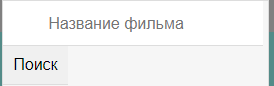 Название фильма
Поиск